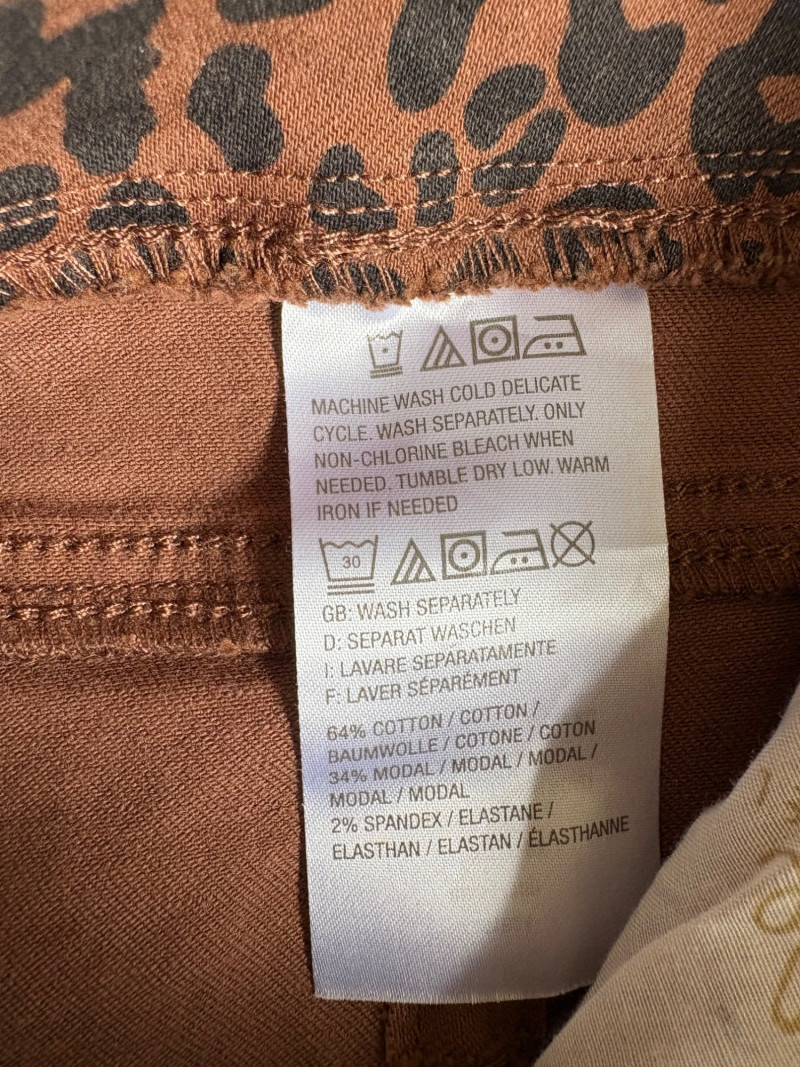 MACHINE WASH COLD DELICATE
CYCLE. WASH SEPARATELY. ONLY
NON-CHLORINE BLEACH WHEN
NEEDED. TUMBLE DRY LOW. WARM
IRON IF NEEDED
30
GB: WASH SEPARATELY
D: SEPARAT WASCHEN
I: LAVARE SEPARATAMENTE
F: LAVER SÉPARÉMENT
64% COTTON / COTTON /
BAUMWOLLE / COTONE / COTON
34% MODAL / MODAL / MODAL /
MODAL / MODAL
2% SPANDEX / ELASTANE /
ELASTHAN / ELASTAN / ÉLASTHANNE